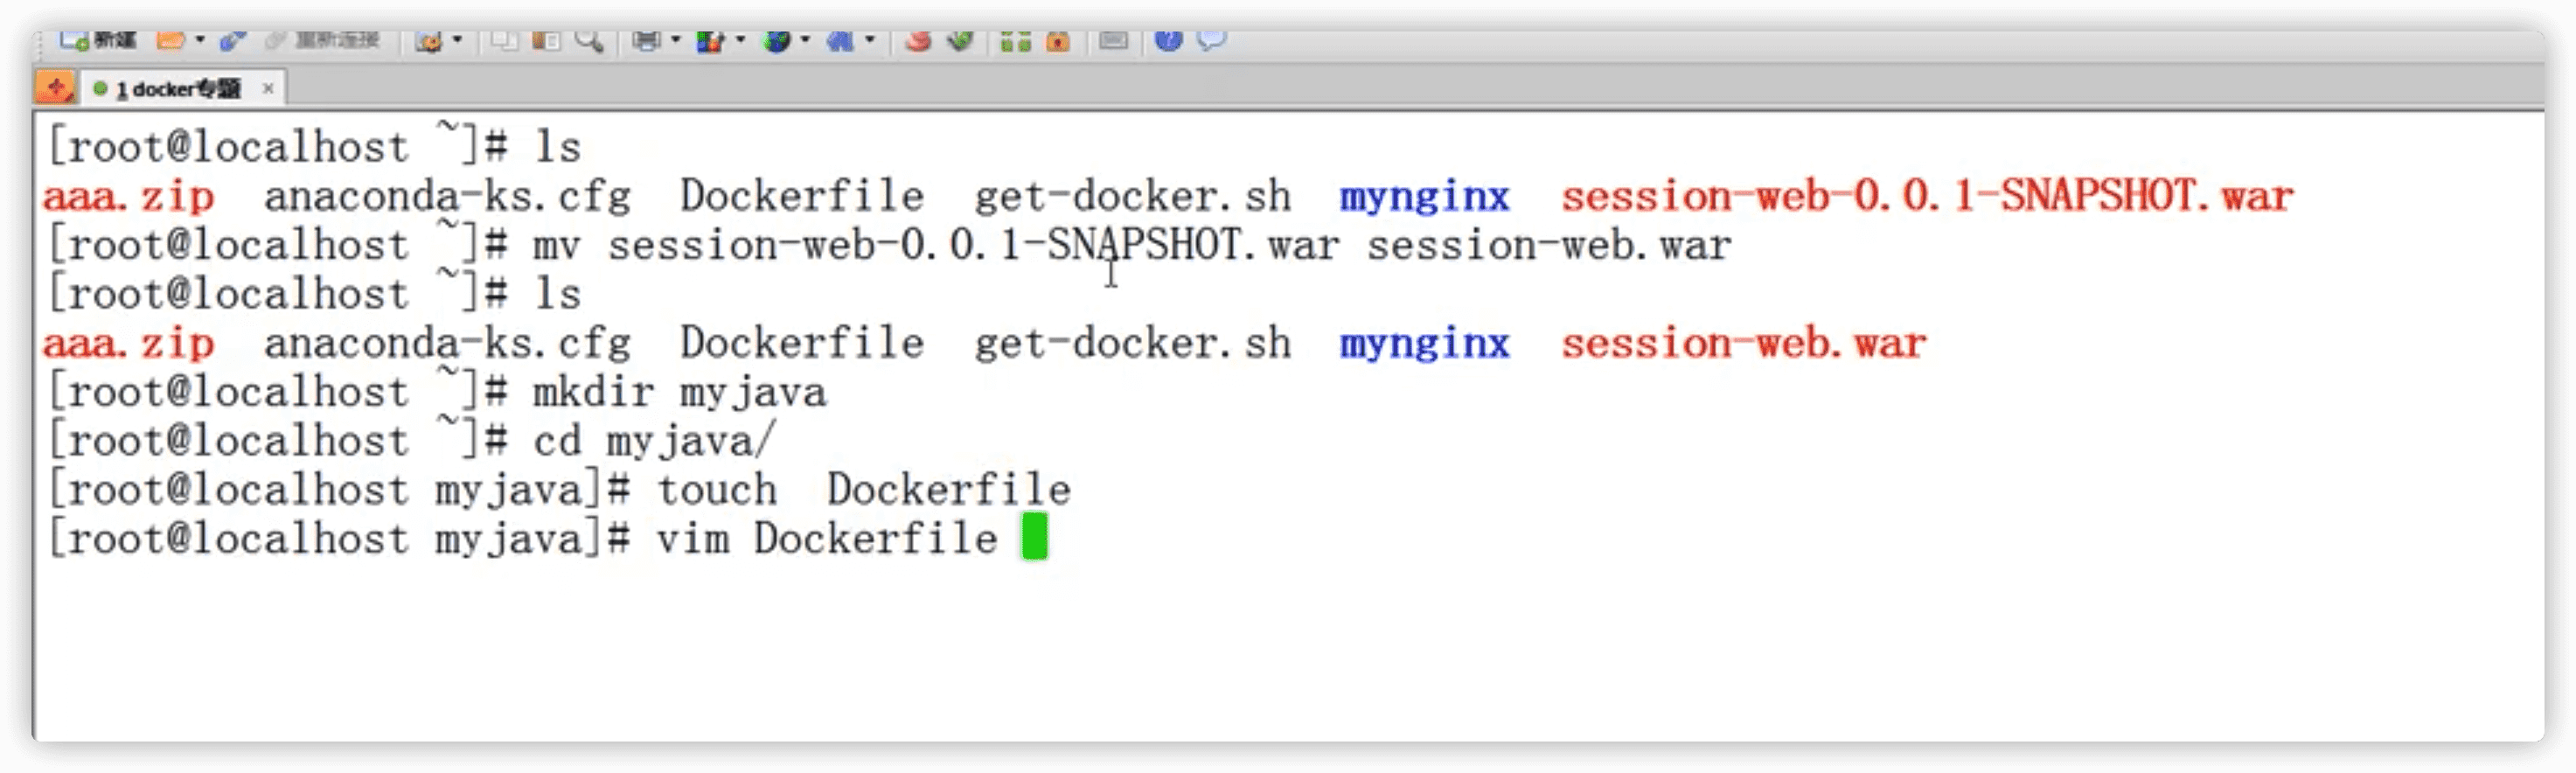 新建 重新连接
1 docker专题 ×
[root@localhost ~]# ls
aaa.zip anaconda-ks.cfg Dockerfile get-docker.sh mynginx session-web-0.0.1-SNAPSHOT.war
[root@localhost ~]# mv session-web-0.0.1-SNAPSHOT.war session-web.war
[root@localhost ~]# ls
aaa.zip anaconda-ks.cfg Dockerfile get-docker.sh mynginx session-web.war
[root@localhost ~]# mkdir myjava
[root@localhost ~]# cd myjava/
[root@localhost myjava]# touch  Dockerfile
[root@localhost myjava]# vim Dockerfile